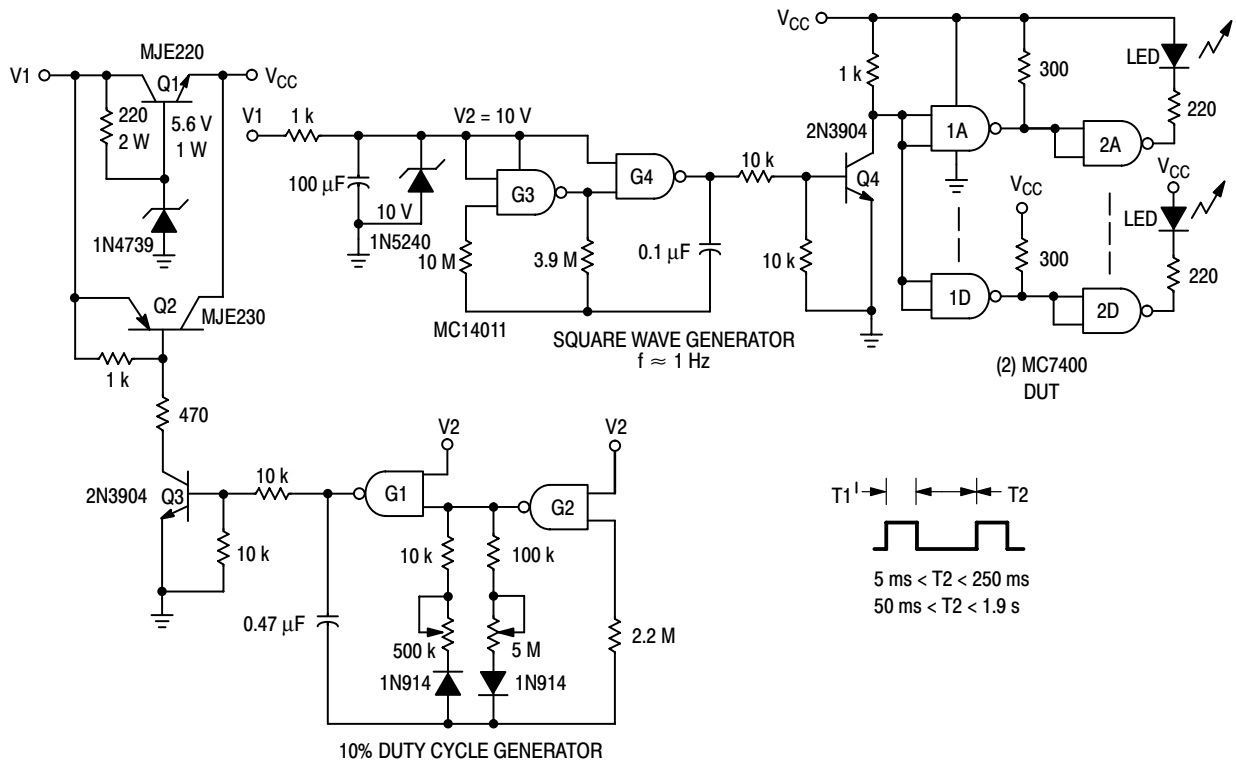 MJE220
V1
Q1
VCC
220
2 W
5.6 V
1 W
1N4739
Q2
MJE230
1 k
470
2N3904
Q3
10 k
10 k
V1
1 k
V2 = 10 V
100 µF
10 V
1N5240
G3
G4
10 M
3.9 M
0.1 µF
MC14011
SQUARE WAVE GENERATOR
f ≈ 1 Hz
10 k
10 k
2N3904
Q4
VCC
1 k
1A
300
2A
LED
220
1D
VCC
300
2D
VCC
LED
220
(2) MC7400
DUT
V2
V2
G1
G2
10 k
100 k
0.47 µF
500 k
5 M
2.2 M
1N914
1N914
10% DUTY CYCLE GENERATOR
T1
T2
5 ms < T2 < 250 ms
50 ms < T2 < 1.9 s